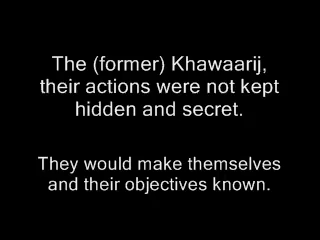 The (former) Khawaarij,
their actions were not kept
hidden and secret.
They would make themselves
and their objectives known.